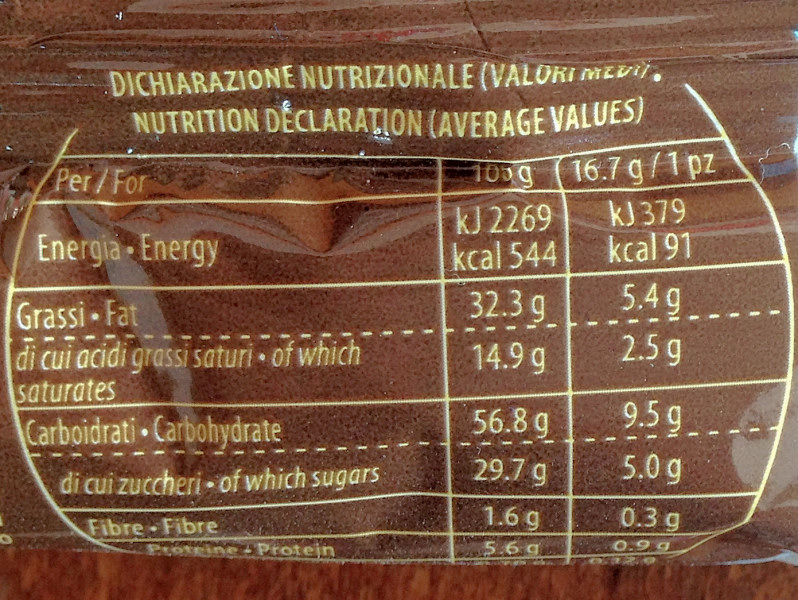 DICHIARAZIONE NUTRIZIONALE (VALORI MEDI).
NUTRITION DECLARATION (AVERAGE VALUES)
Per / For 100 g 16.7 g / 1 pz
kJ 2269 kJ 379
Energia • Energy kcal 544 kcal 91
Grassi • Fat 32.3 g 5.4 g
di cui acidi grassi saturi • of which 14.9 g 2.5 g
saturates
Carboidrati • Carbohydrate 56.8 g 9.5 g
di cui zuccheri • of which sugars 29.7 g 5.0 g
Fibre • Fibre 1.6 g 0.3 g
Proteine • Protein 5.6 g 0.9 g